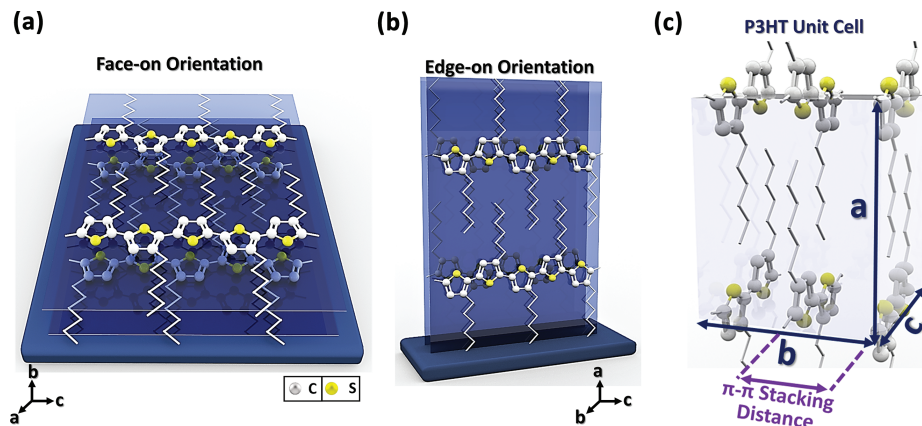 (a)
Face-on Orientation
b
c
a
C
S
(b)
Edge-on Orientation
a
c
b
(c)
P3HT Unit Cell
a
b
c
π-π Stacking
Distance